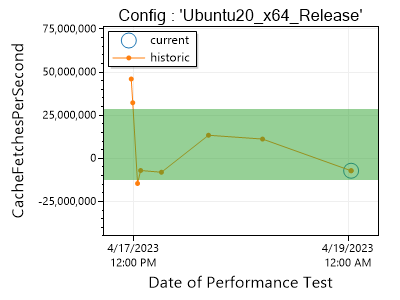 Config : 'Ubuntu20_x64_Release'
CacheFetchesPerSecond
75,000,000
50,000,000
25,000,000
0
-25,000,000
current
historic
4/17/2023
12:00 PM
4/19/2023
12:00 AM
Date of Performance Test